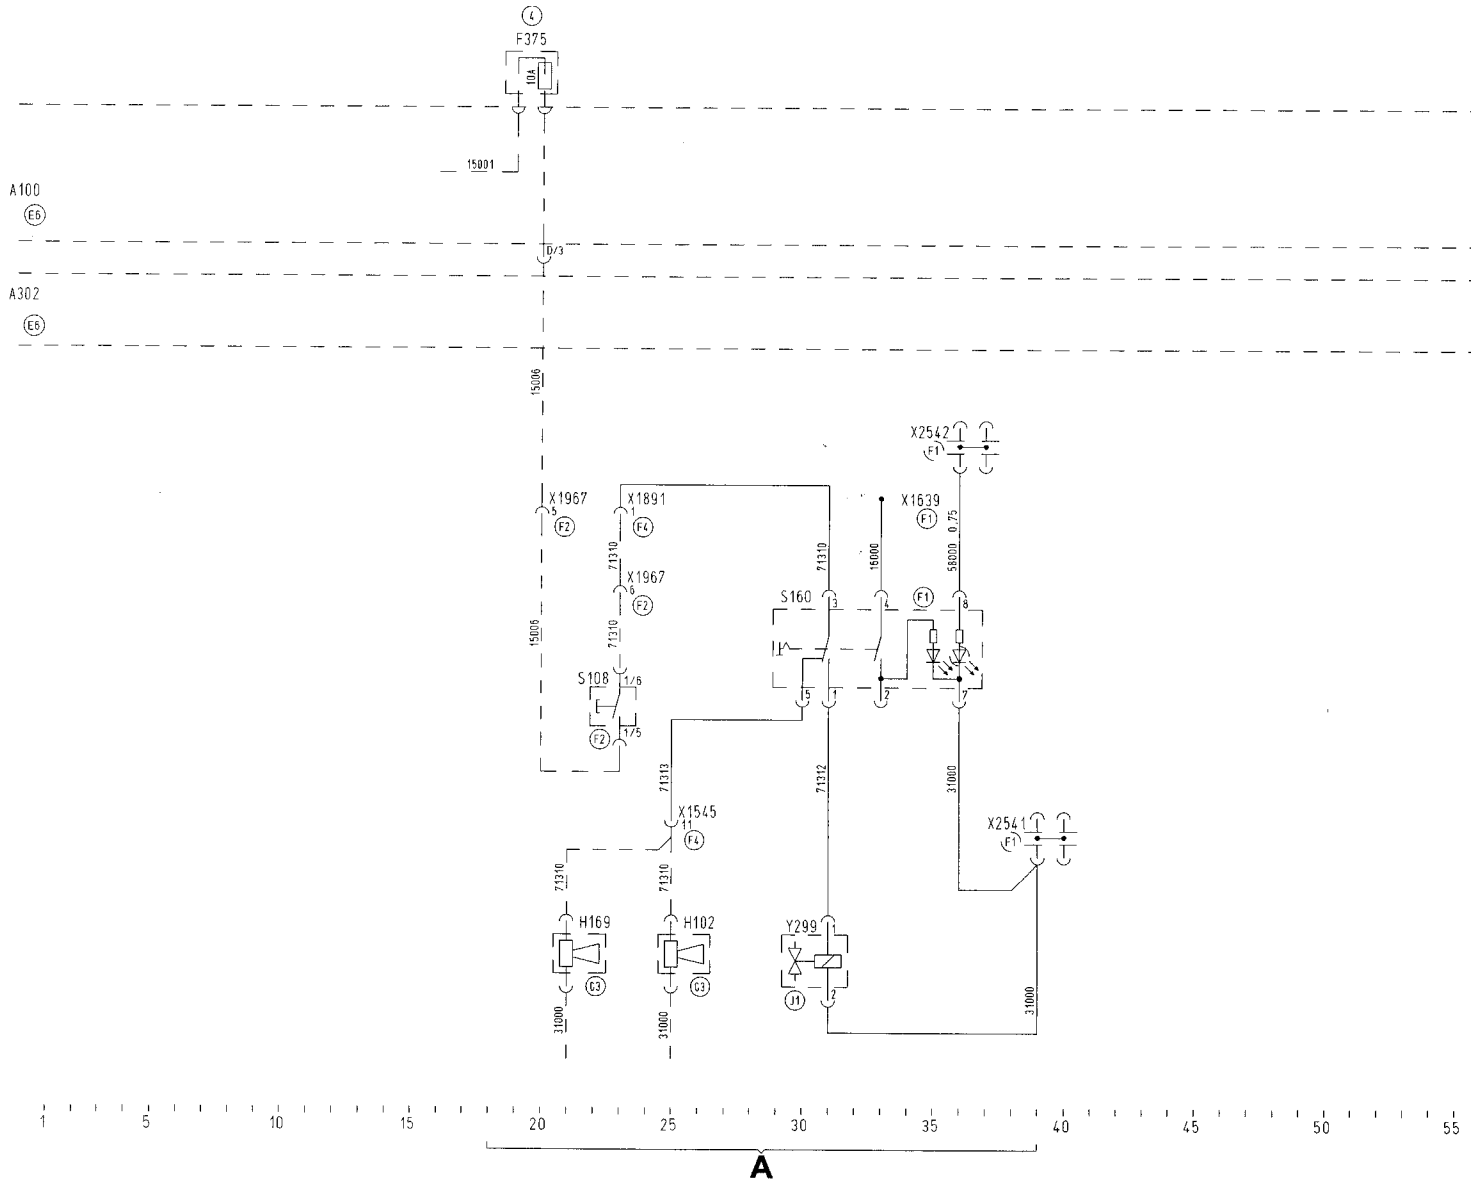 4
F375
10A
15001
A100
E6
D/3
A302
E6
15006
X2542
F1
X1967
5
F2
X1891
1
F4
X1639
F1
71310
71310
15000
58000 0.75
X1967
6
F2
S160
3
4
F1
8
15006
71310
S108
1/6
5
1
2
7
F2
1/5
71313
71312
31000
X1545
11
F4
X2541
F1
71310
71310
H169
H102
Y299
1
G3
G3
J1
2
31000
31000
31000
1
5
10
15
20
25
30
35
40
45
50
55
A